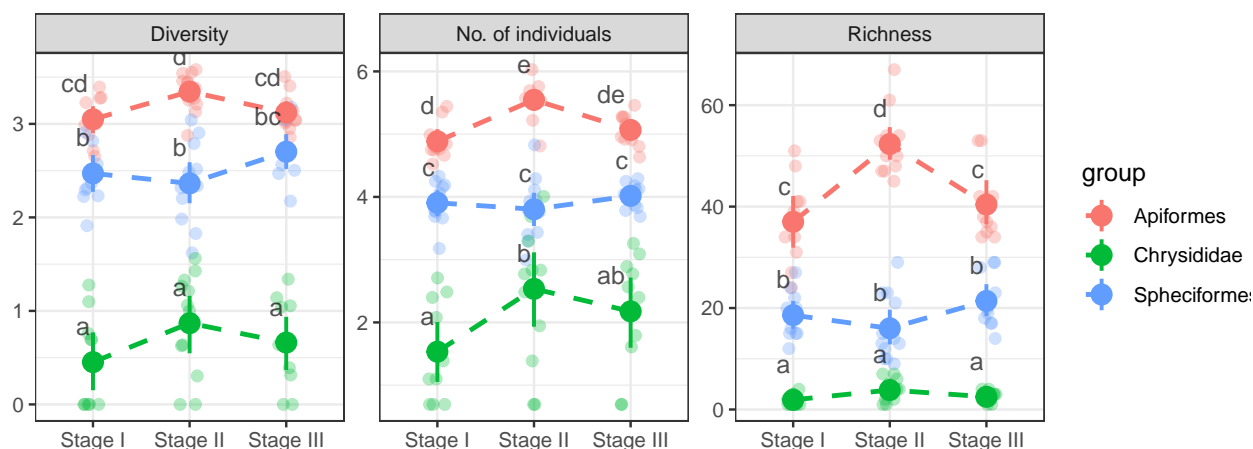 Diversity
No. of individuals
Richness
cd
d
cd
b
b
bc
a
a
a
3
2
1
0
Stage I
Stage II
Stage III
d
e
de
c
c
c
a
b
ab
6
4
2
Stage I
Stage II
Stage III
c
d
c
b
b
b
a
a
a
60
40
20
0
Stage I
Stage II
Stage III
group
Apiformes
Chrysididae
Spheciformes